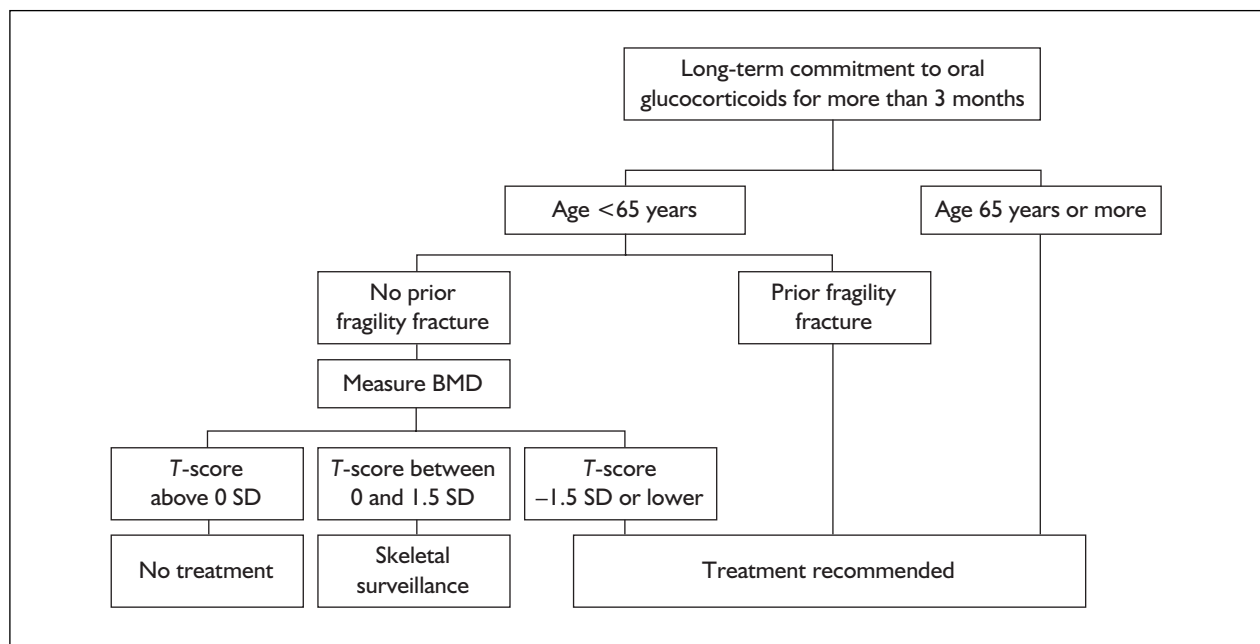 Long-term commitment to oral
glucocorticoids for more than 3 months
Age <65 years
Age 65 years or more
No prior
fragility fracture
Prior fragility
fracture
Measure BMD
T-score
above 0 SD
T-score between
0 and 1.5 SD
T-score
–1.5 SD or lower
No treatment
Skeletal
surveillance
Treatment recommended